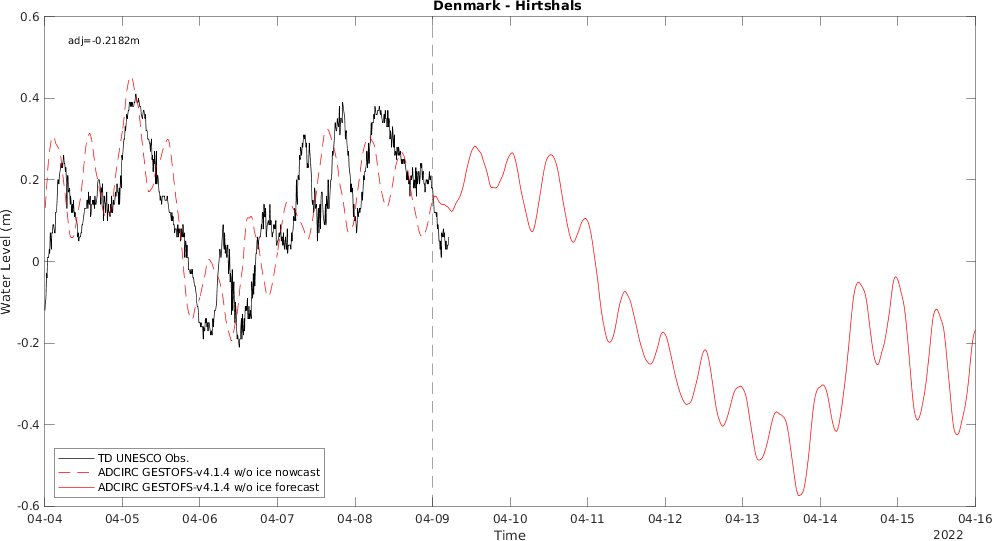 Denmark - Hirtshals
adj=-0.2182m
0.6
0.4
0.2
0
-0.2
-0.4
-0.6
Water Level (m)
TD UNESCO Obs.
ADCIRC GESTOFS-v4.1.4 w/o ice nowcast
ADCIRC GESTOFS-v4.1.4 w/o ice forecast
04-04 04-05 04-06 04-07 04-08 04-09 04-10 04-11 04-12 04-13 04-14 04-15 04-16
Time
2022